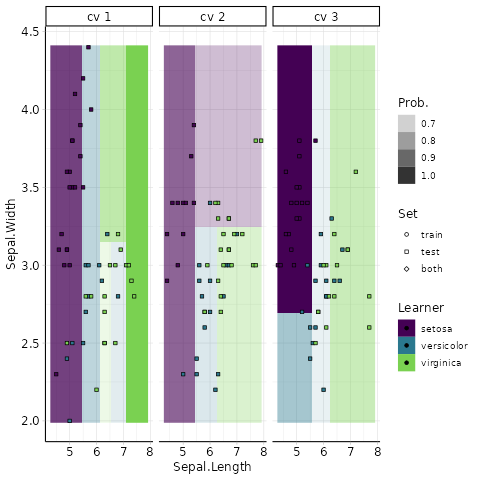 cv 1 cv 2 cv 3
4.5
4.0
3.5
3.0
2.5
2.0
Sepal.Width
5 6 7 8 5 6 7 8 5 6 7 8
Sepal.Length
Prob.
0.7
0.8
0.9
1.0
Set
train
test
both
Learner
setosa
versicolor
virginica